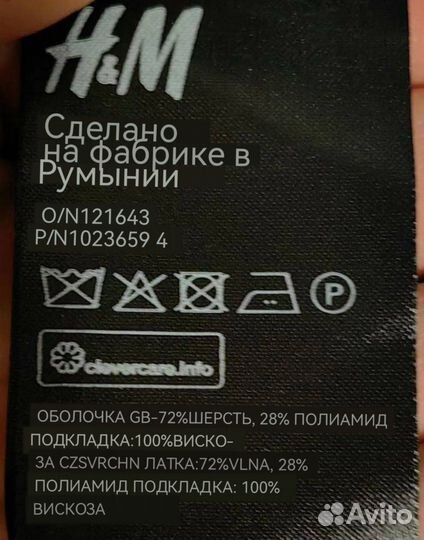 H&M
Сделано
на фабрике в
Румынии
O/N121643
P/N1023659 4
P
clevercare.info
ОБОЛОЧКА GB-72%ШЕРСТЬ, 28% ПОЛИАМИД
ПОДКЛАДКА:100%ВИСКО-
ЗА CZSVRCHN ЛАТКА:72%VLNA, 28%
ПОЛИАМИД ПОДКЛАДКА: 100%
ВИСКОЗА
Avito